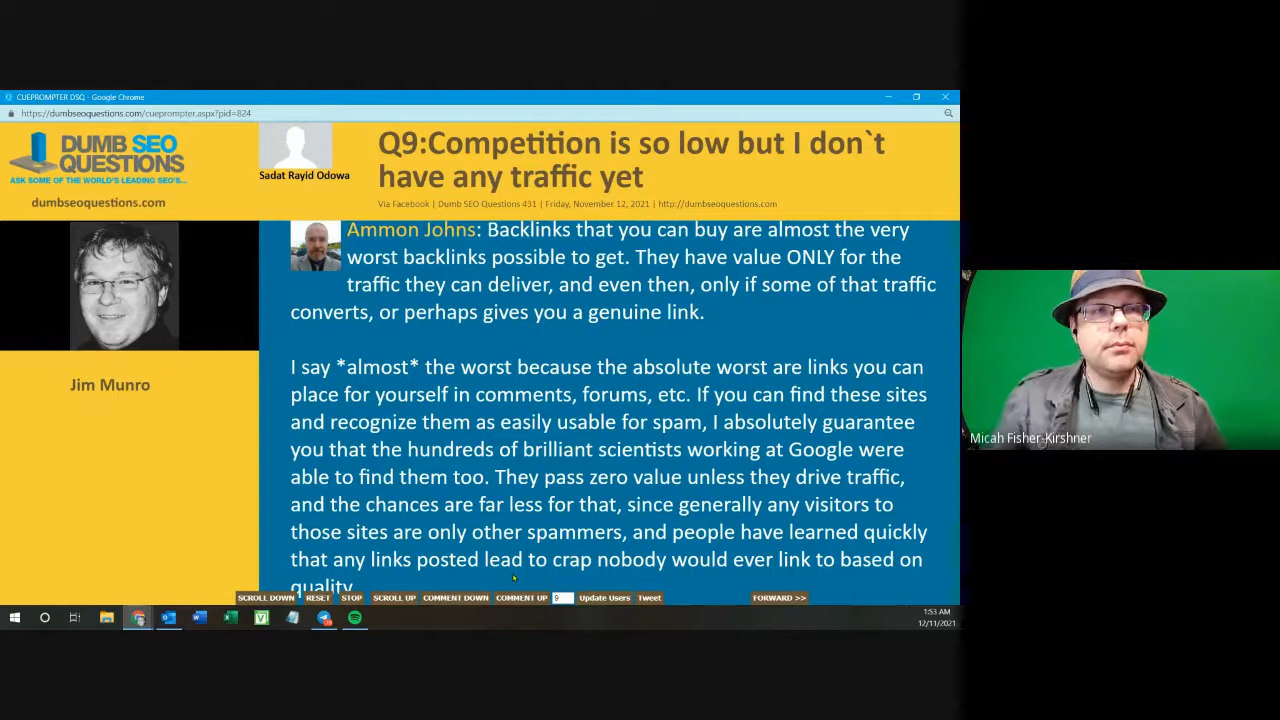 CUEPROMPTER DSQ - Google Chrome
https://dumbseoquestions.com/cueprompter.aspx?pid=824
DUMB SEO
QUESTIONS
ASK SOME OF THE WORLD'S LEADING SEO'S...
dumbseoquestions.com
Sadat Rayid Odowa
Q9:Competition is so low but I don`t
have any traffic yet
Via Facebook | Dumb SEO Questions 431 | Friday, November 12, 2021 | http://dumbseoquestions.com
Jim Munro
Ammon Johns: Backlinks that you can buy are almost the very
worst backlinks possible to get. They have value ONLY for the
traffic they can deliver, and even then, only if some of that traffic
converts, or perhaps gives you a genuine link.
I say *almost* the worst because the absolute worst are links you can
place for yourself in comments, forums, etc. If you can find these sites
and recognize them as easily usable for spam, I absolutely guarantee
you that the hundreds of brilliant scientists working at Google were
able to find them too. They pass zero value unless they drive traffic,
and the chances are far less for that, since generally any visitors to
those sites are only other spammers, and people have learned quickly
that any links posted lead to crap nobody would ever link to based on
quality.
SCROLL DOWN RESET STOP SCROLL UP COMMENT DOWN COMMENT UP 9 Update Users Tweet FORWARD >>
1:53 AM
12/11/2021
Micah Fisher-Kirshner